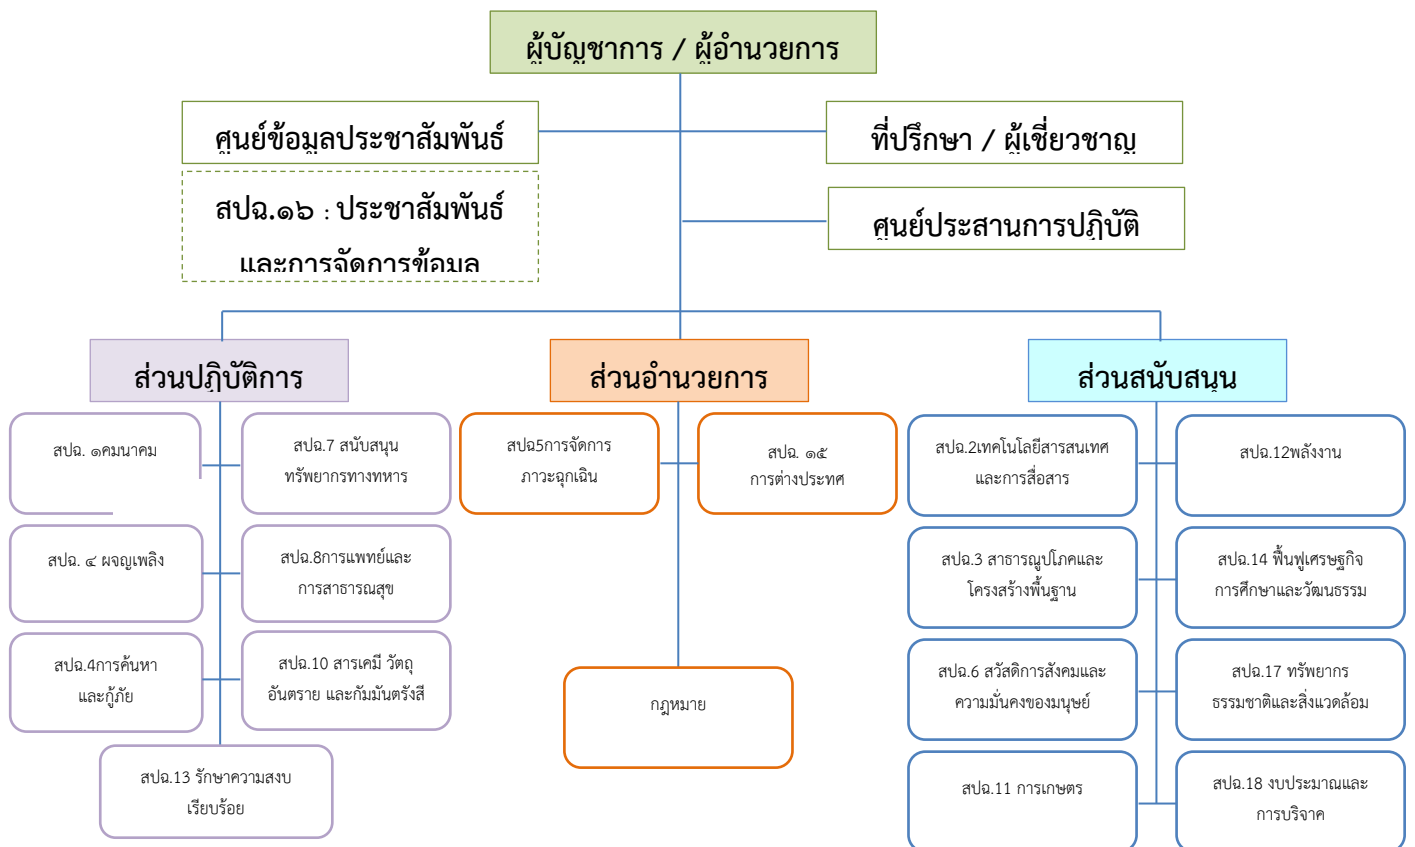 ผู้บัญชาการ / ผู้อำนวยการ
ศูนย์ข้อมูลประชาสัมพันธ์
ที่ปรึกษา / ผู้เชี่ยวชาญ
สปฉ.๑๖ : ประชาสัมพันธ์
และการจัดการข้อมูล
ศูนย์ประสานการปฏิบัติ
ส่วนปฏิบัติการ
ส่วนอำนวยการ
ส่วนสนับสนุน
สปฉ. ๑คมนาคม
สปฉ.7 สนับสนุน
ทรัพยากรทางทหาร
สปฉ. ๔ ผจญเพลิง
สปฉ.8การแพทย์และ
การสาธารณสุข
สปฉ.4การค้นหา
และกู้ภัย
สปฉ.10 สารเคมี วัตถุ
อันตราย และกัมมันตรังสี
สปฉ.13 รักษาความสงบ
เรียบร้อย
สปฉ5การจัดการ
ภาวะฉุกเฉิน
สปฉ. ๑๕
การต่างประทศ
กฎหมาย
สปฉ.2เทคโนโลยีสารสนเทศ
และการสื่อสาร
สปฉ.12พลังงาน
สปฉ.3 สาธารณูปโภคและ
โครงสร้างพื้นฐาน
สปฉ.14 ฟื้นฟูเศรษฐกิจ
การศึกษาและวัฒนธรรม
สปฉ.6 สวัสดิการสังคมและ
ความมั่นคงของมนุษย์
สปฉ.17 ทรัพยากร
ธรรมชาติและสิ่งแวดล้อม
สปฉ.11 การเกษตร
สปฉ.18 งบประมาณและ
การบริจาค